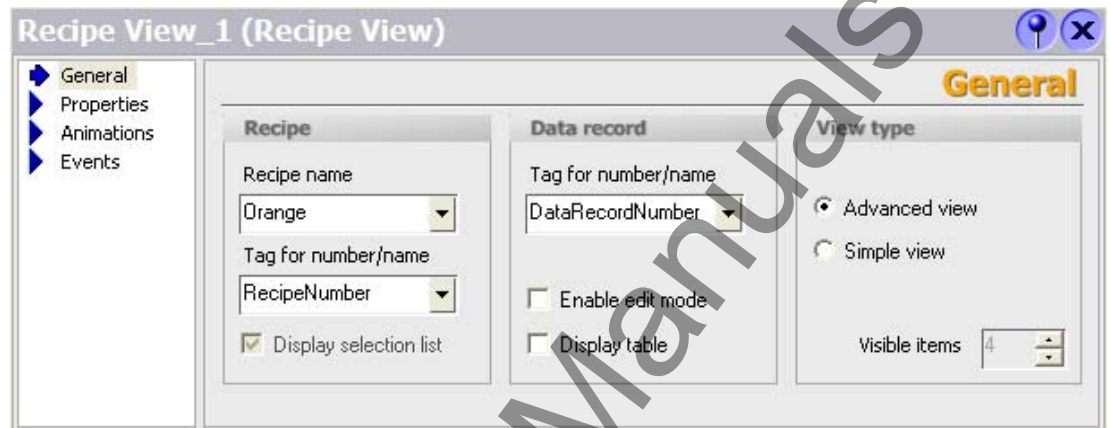 Recipe View_1 (Recipe View)
General
Properties
Animations
Events
General
Recipe
Recipe name
Orange
Tag for number/name
RecipeNumber
Display selection list
Data record
Tag for number/name
DataRecordNumber
Enable edit mode
Display table
View type
Advanced view
Simple view
Visible items 4
Manuals